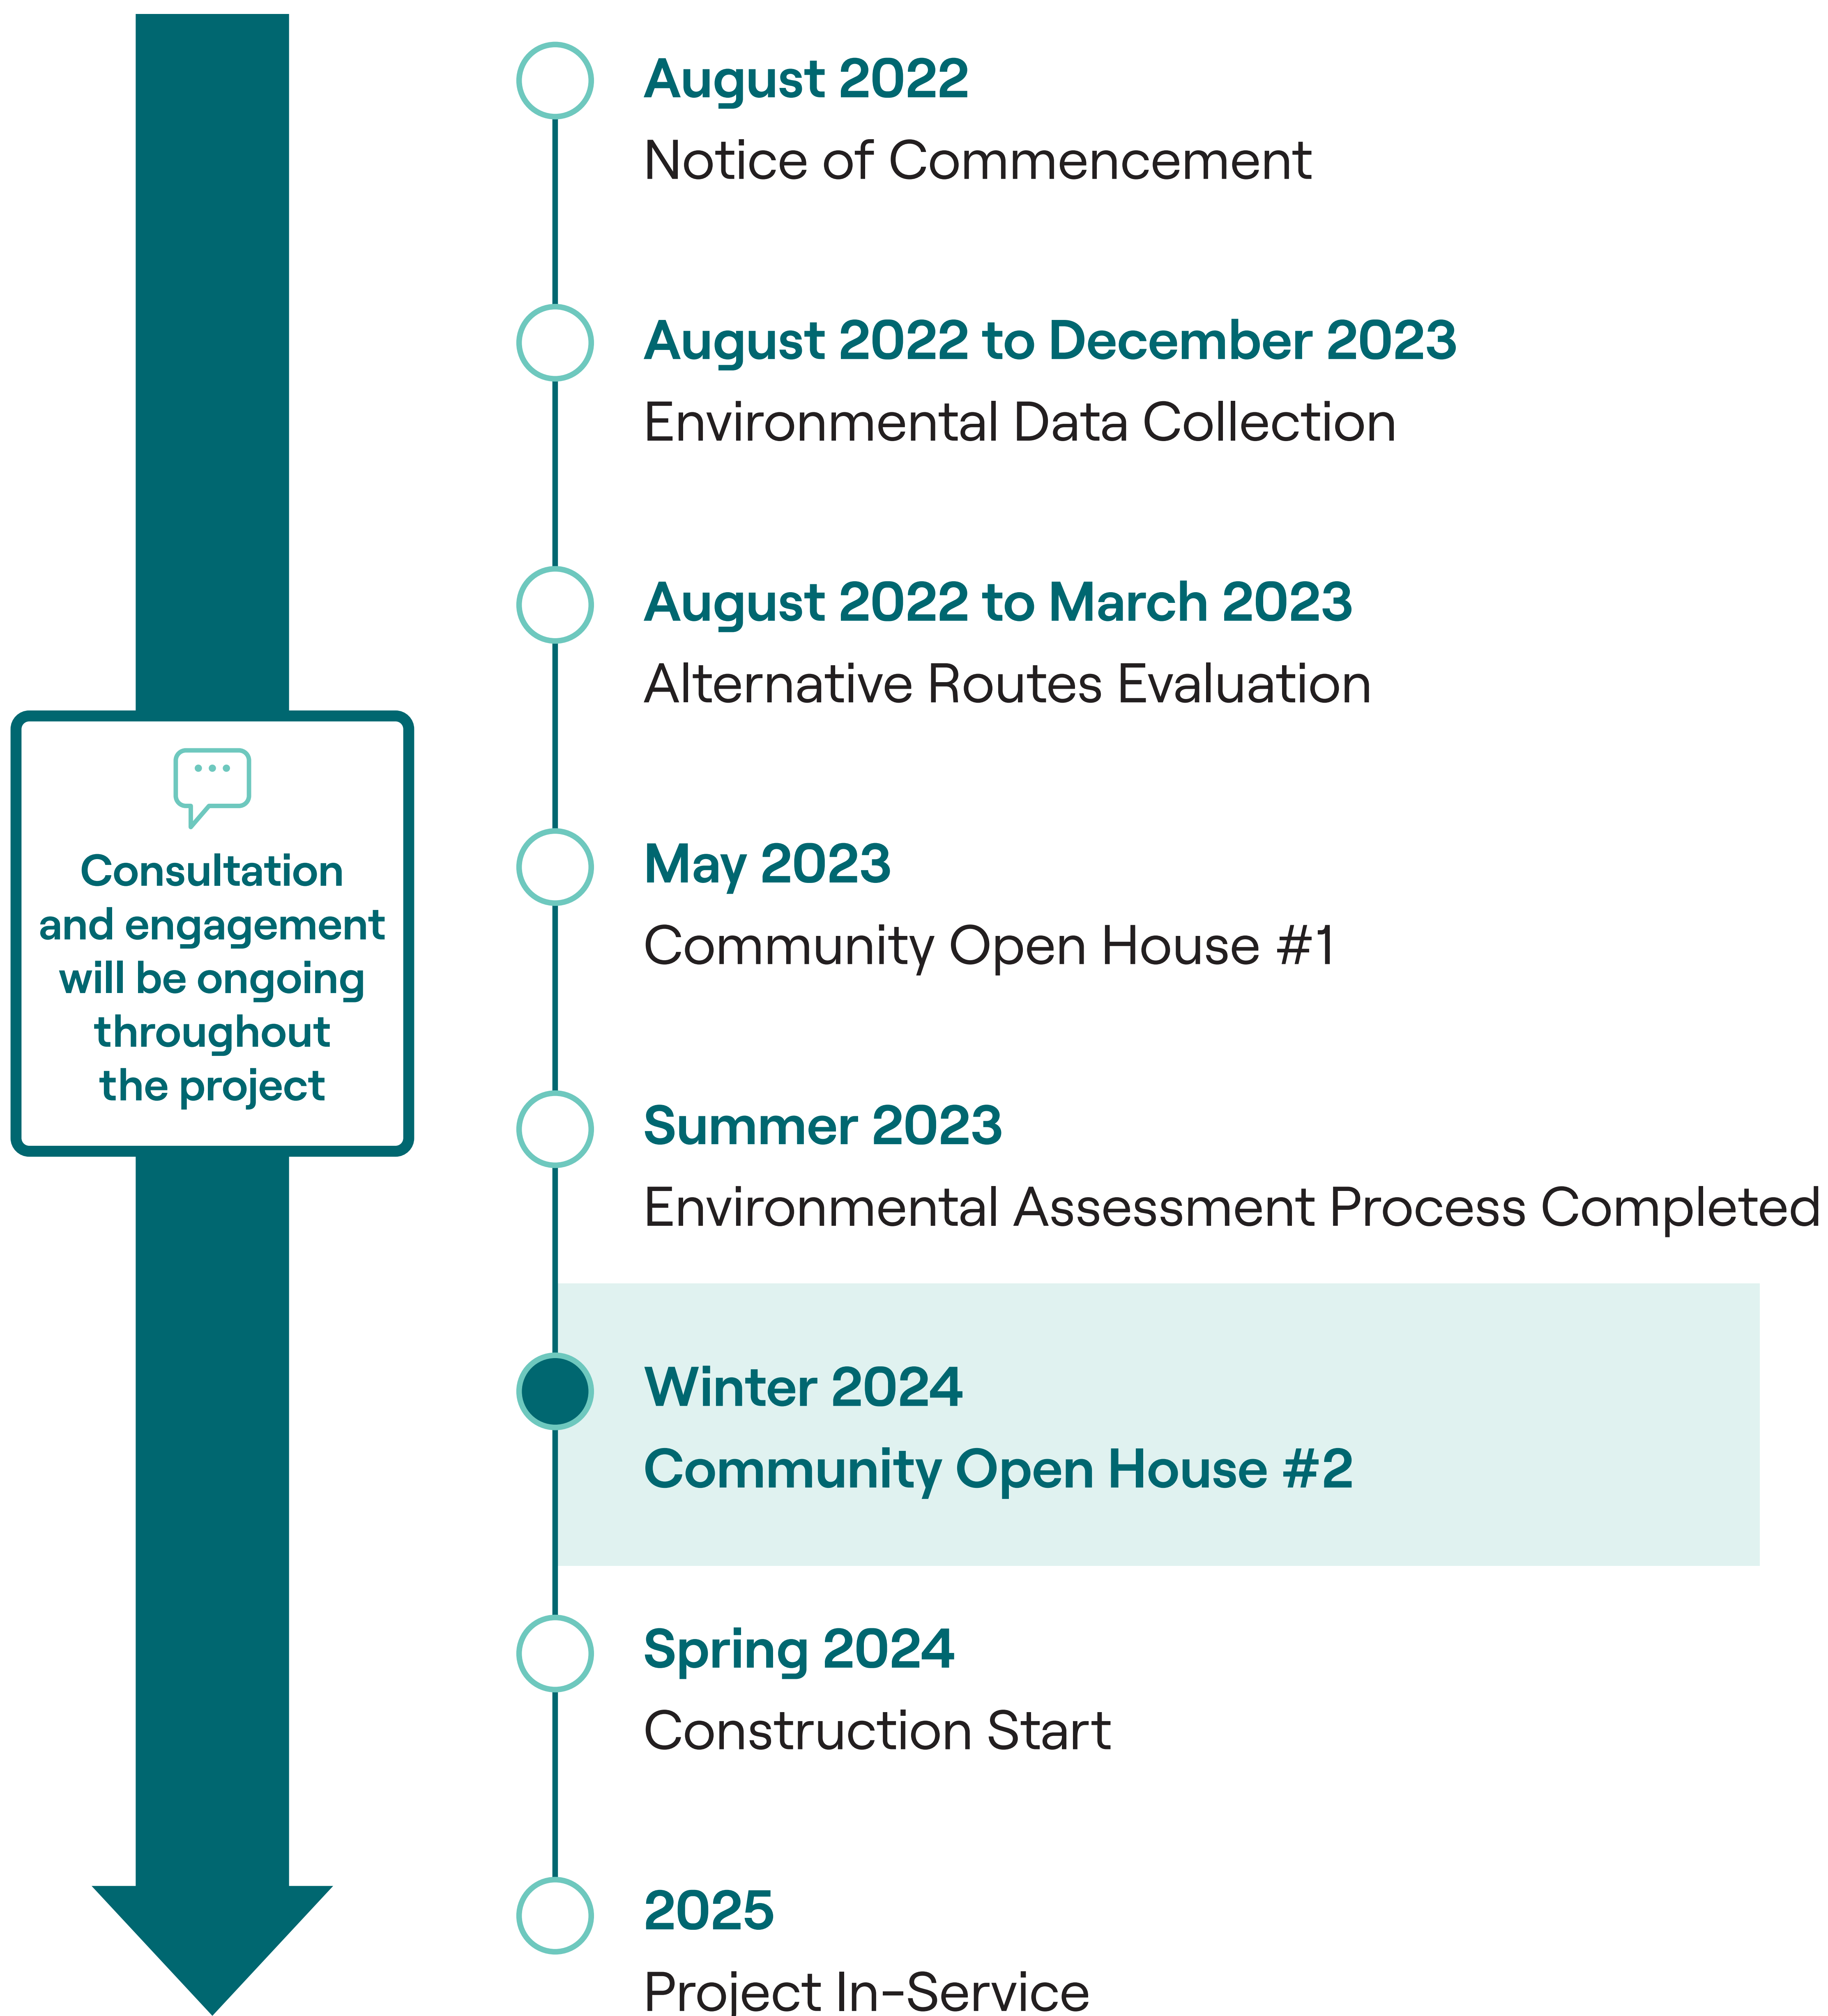 August 2022
Notice of Commencement
August 2022 to December 2023
Environmental Data Collection
August 2022 to March 2023
Alternative Routes Evaluation
May 2023
Community Open House #1
Summer 2023
Environmental Assessment Process Completed
Winter 2024
Community Open House #2
Spring 2024
Construction Start
2025
Project In-Service
Consultation
and engagement
will be ongoing
throughout
the project